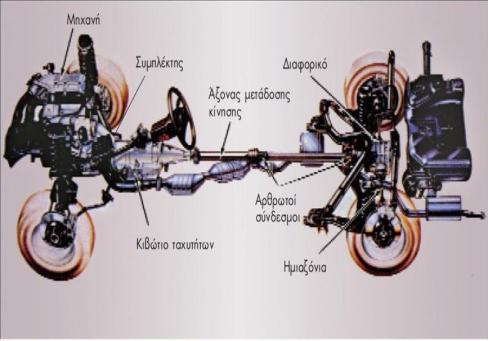 Μηχανή
Συμπλέκτης
Διαφορικό
Άξονας μετάδοσης
κίνησης
Αρθρωτοί
σύνδεσμοι
Κιβώτιο ταχυτήτων
Ημιαξόνια